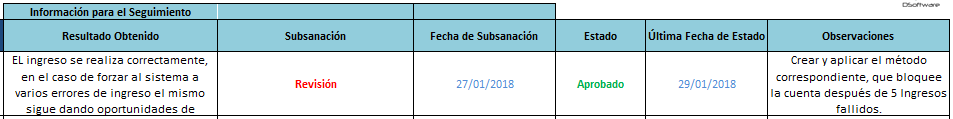 DSoftware
Información para el Seguimiento
Resultado Obtenido
Subsanación
Fecha de Subsanación
Estado
Última Fecha de Estado
Observaciones
EL ingreso se realiza correctamente,
en el caso de forzar al sistema a
varios errores de ingreso el mismo
sigue dando oportunidades de
Revisión
27/01/2018
Aprobado
29/01/2018
Crear y aplicar el método
correspondiente, que bloquee
la cuenta después de 5 Ingresos
fallidos.